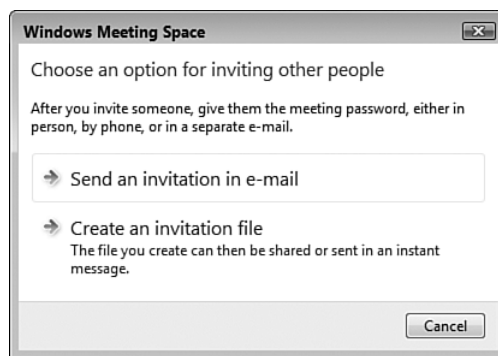 Windows Meeting Space
Choose an option for inviting other people
After you invite someone, give them the meeting password, either in
person, by phone, or in a separate e-mail.
Send an invitation in e-mail
Create an invitation file
The file you create can then be shared or sent in an instant
message.
Cancel